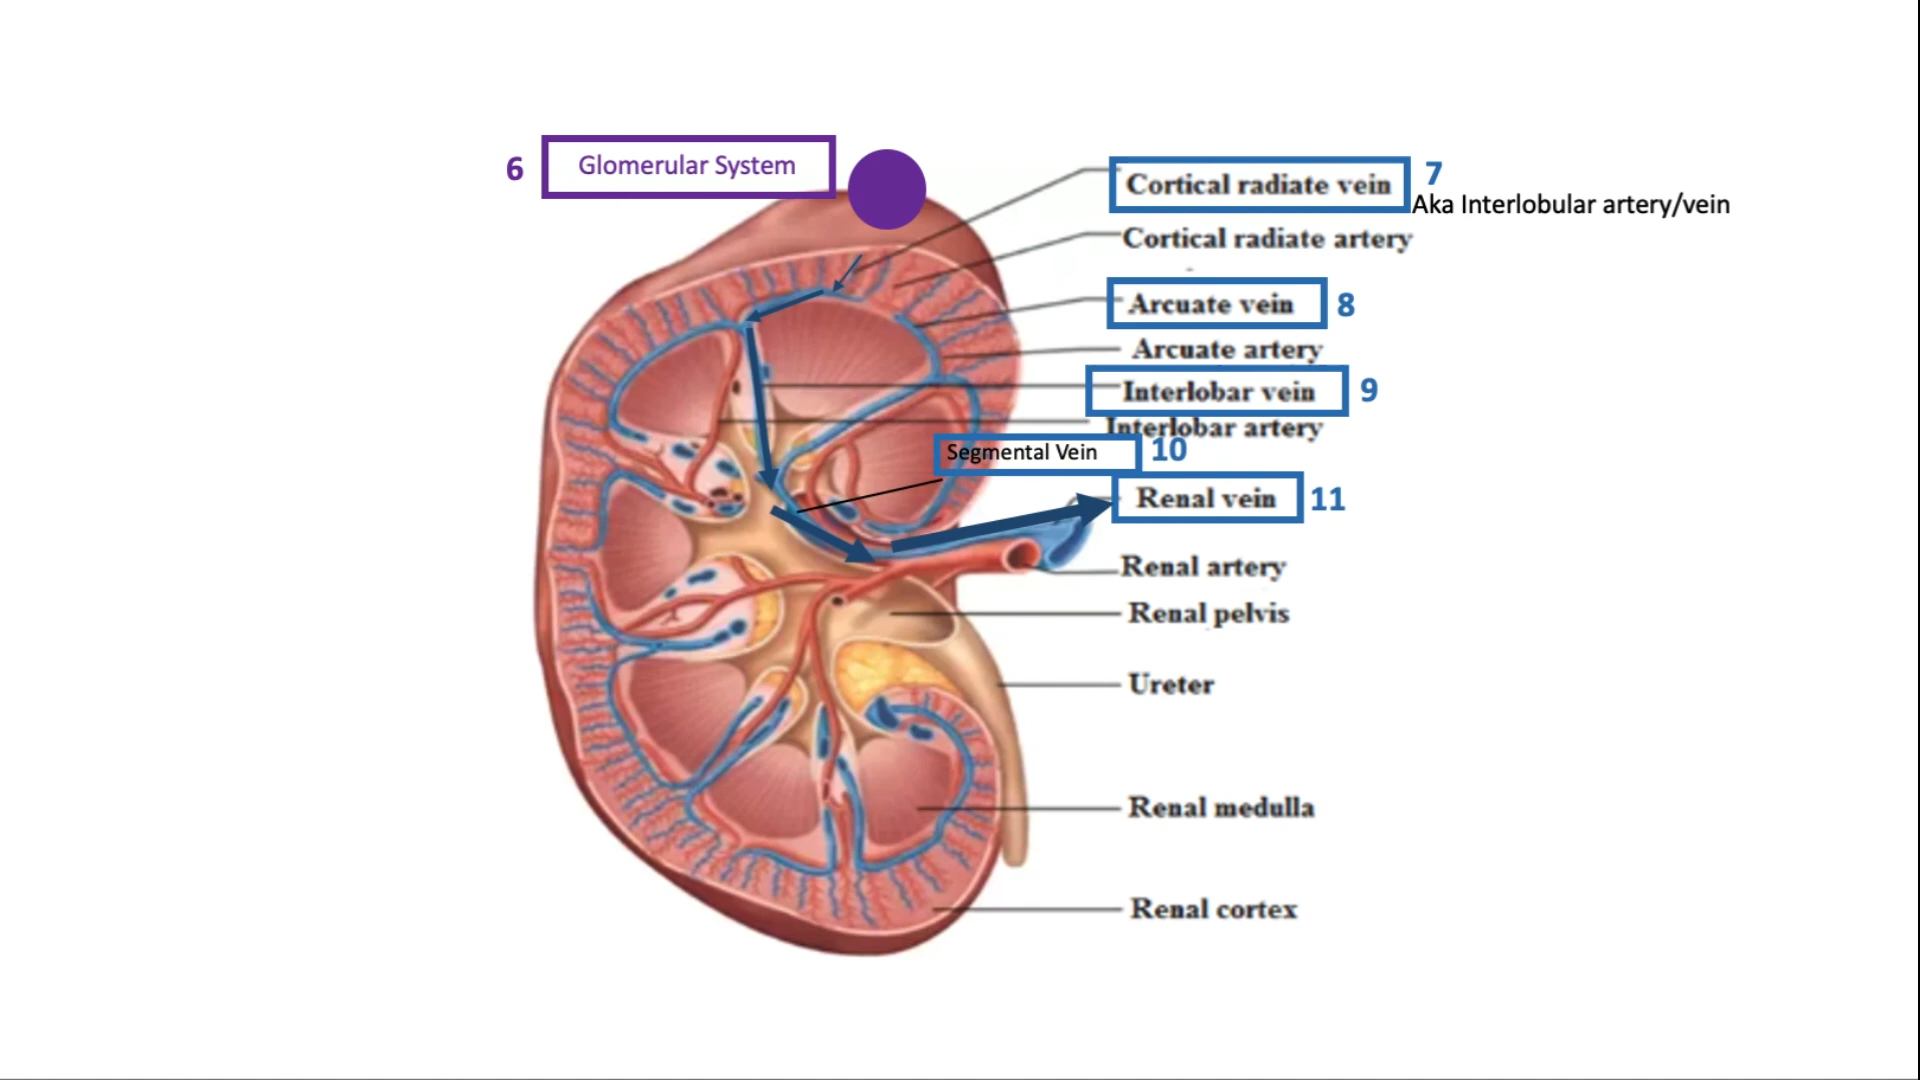 6 Glomerular System
Cortical radiate vein 7
Aka Interlobular artery/vein
Cortical radiate artery
Arcuate vein 8
Arcuate artery
Interlobar vein 9
Interlobar artery
Segmental Vein 10
Renal vein 11
Renal artery
Renal pelvis
Ureter
Renal medulla
Renal cortex